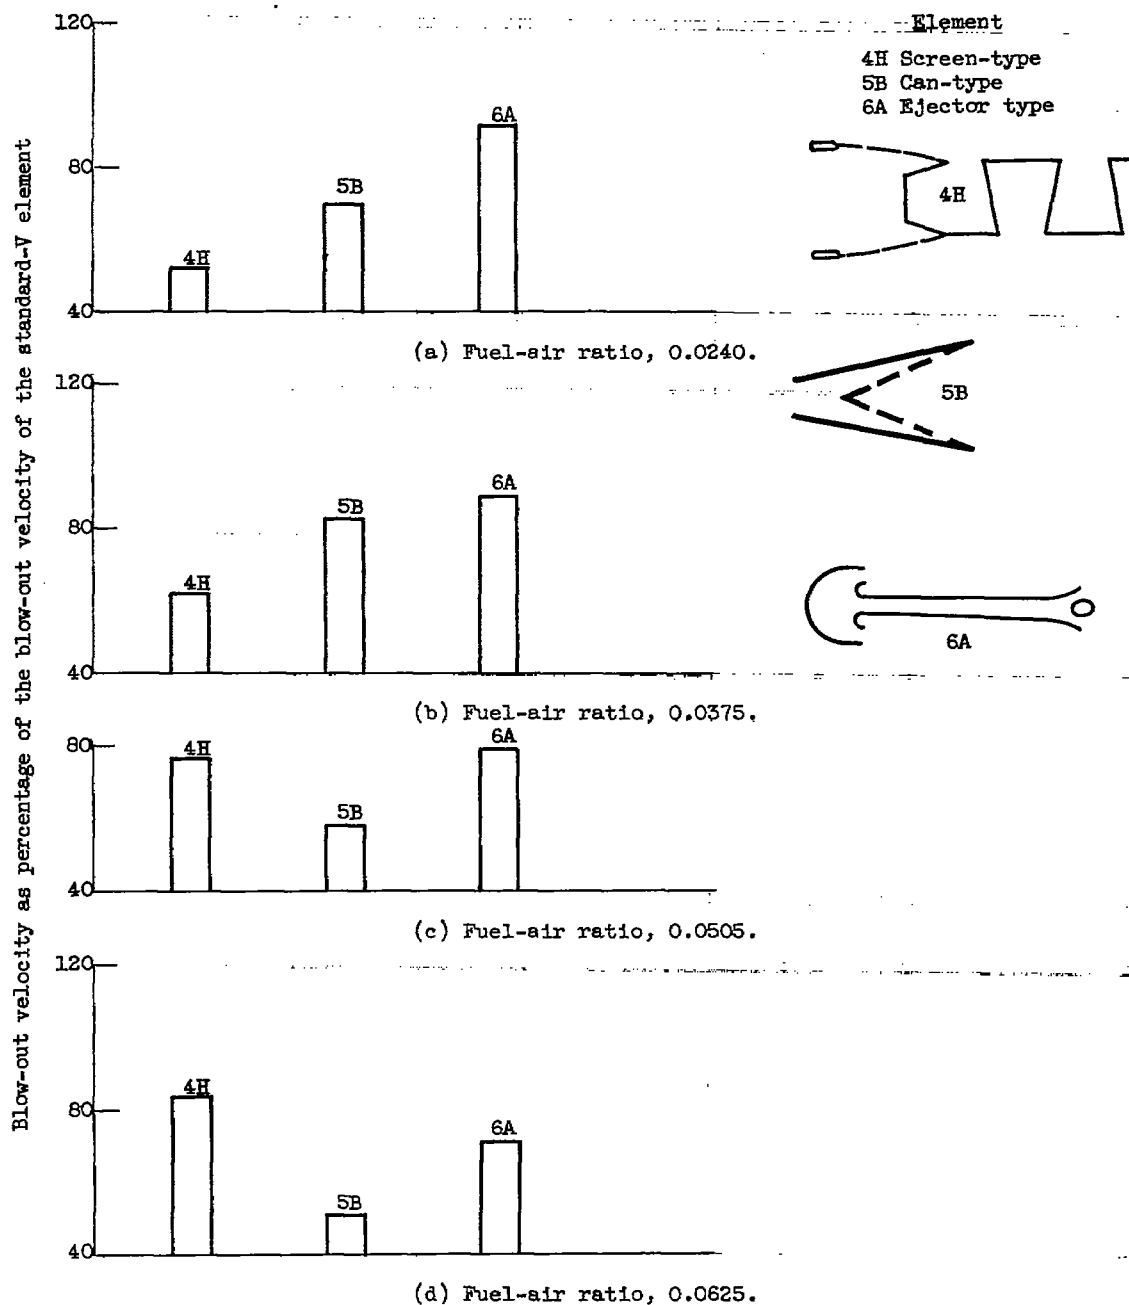 Blow-out velocity as percentage of the blow-out velocity of the standard-V element
Element
4H Screen-type
5B Can-type
6A Ejector type
120
80
40
4H
5B
6A
4H
(a) Fuel-air ratio, 0.0240.
5B
120
80
40
4H
5B
6A
6A
(b) Fuel-air ratio, 0.0375.
80
40
4H
5B
6A
(c) Fuel-air ratio, 0.0505.
120
80
40
4H
5B
6A
(d) Fuel-air ratio, 0.0625.